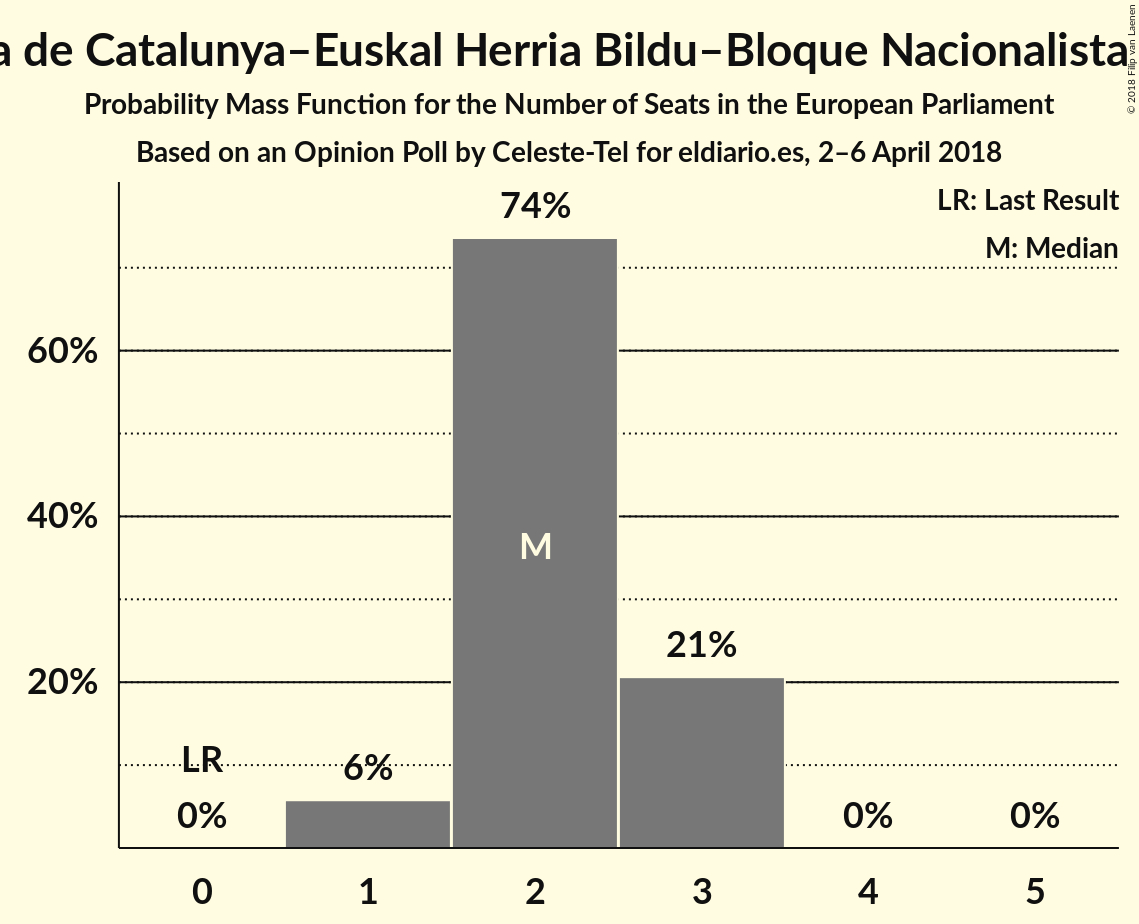 a de Catalunya–Euskal Herria Bildu–Bloque Nacionalista
Probability Mass Function for the Number of Seats in the European Parliament
Based on an Opinion Poll by Celeste-Tel for eldiario.es, 2–6 April 2018
© 2018 Filip van Laenen
LR: Last Result
M: Median
74%
60%
40%
M
21%
20%
LR
6%
0%
0%
0%
0 1 2 3 4 5